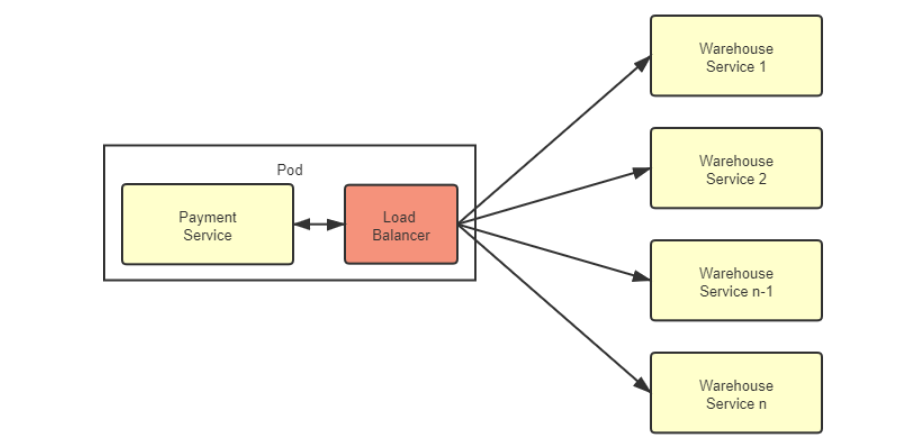 Warehouse
Service 1
Pod
Warehouse
Service 2
Payment
Service
Load
Balancer
Warehouse
Service n-1
Warehouse
Service n